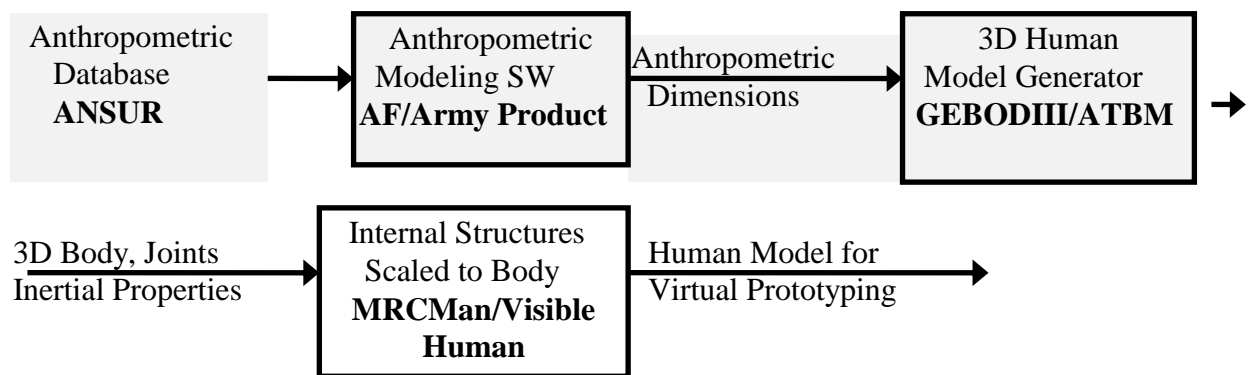 Anthropometric
Database
ANSUR
Anthropometric
Modeling SW
AF/Army Product
Anthropometric
Dimensions
3D Human
Model Generator
GEBODIII/ATBM
3D Body, Joints
Inertial Properties
Internal Structures
Scaled to Body
MRCMan/Visible
Human
Human Model for
Virtual Prototyping